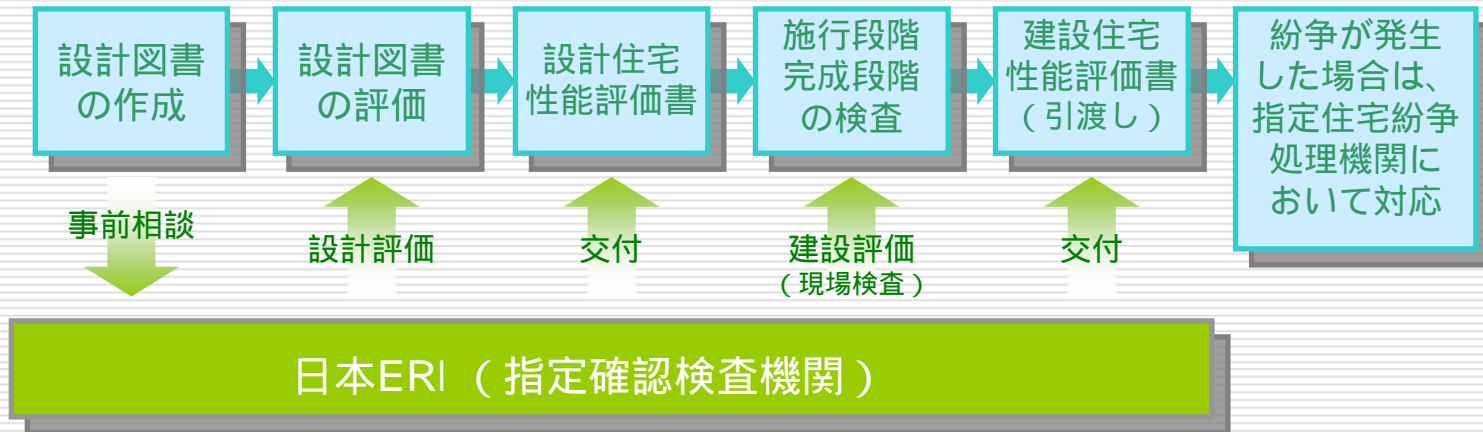 設計図書
の作成
設計図書
の評価
設計住宅
性能評価書
施行段階
完成段階
の検査
建設住宅
性能評価書
（引渡し）
紛争が発生
した場合は、
指定住宅紛争
処理機関に
おいて対応
事前相談
設計評価
交付
建設評価
（現場検査）
交付
日本ERI（指定確認検査機関）